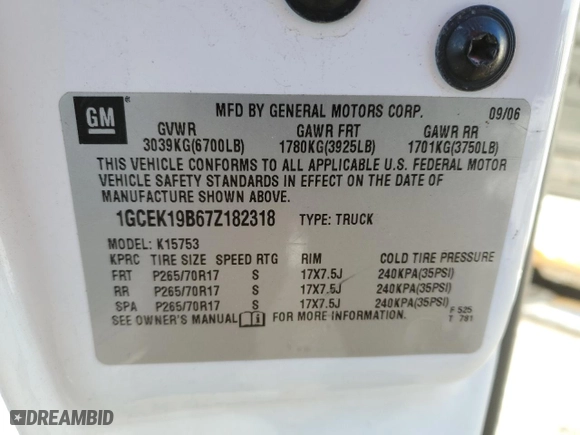 GM
®
MFD BY GENERAL MOTORS CORP. 09/06
GVWR GAWR FRT GAWR RR
3039KG(6700LB) 1780KG(3925LB) 1701KG(3750LB)
THIS VEHICLE CONFORMS TO ALL APPLICABLE U.S. FEDERAL MOTOR
VEHICLE SAFETY STANDARDS IN EFFECT ON THE DATE OF
MANUFACTURE SHOWN ABOVE.
1GCEK19B67Z182318 TYPE: TRUCK
MODEL: K15753
KPRC TIRE SIZE SPEED RTG RIM COLD TIRE PRESSURE
FRT P265/70R17 S 17X7.5J 240KPA(35PSI)
RR P265/70R17 S 17X7.5J 240KPA(35PSI)
SPA P265/70R17 S 17X7.5J 240KPA(35PSI)
SEE OWNER'S MANUAL FOR MORE INFORMATION.
F 525
T 781
DREAMBID